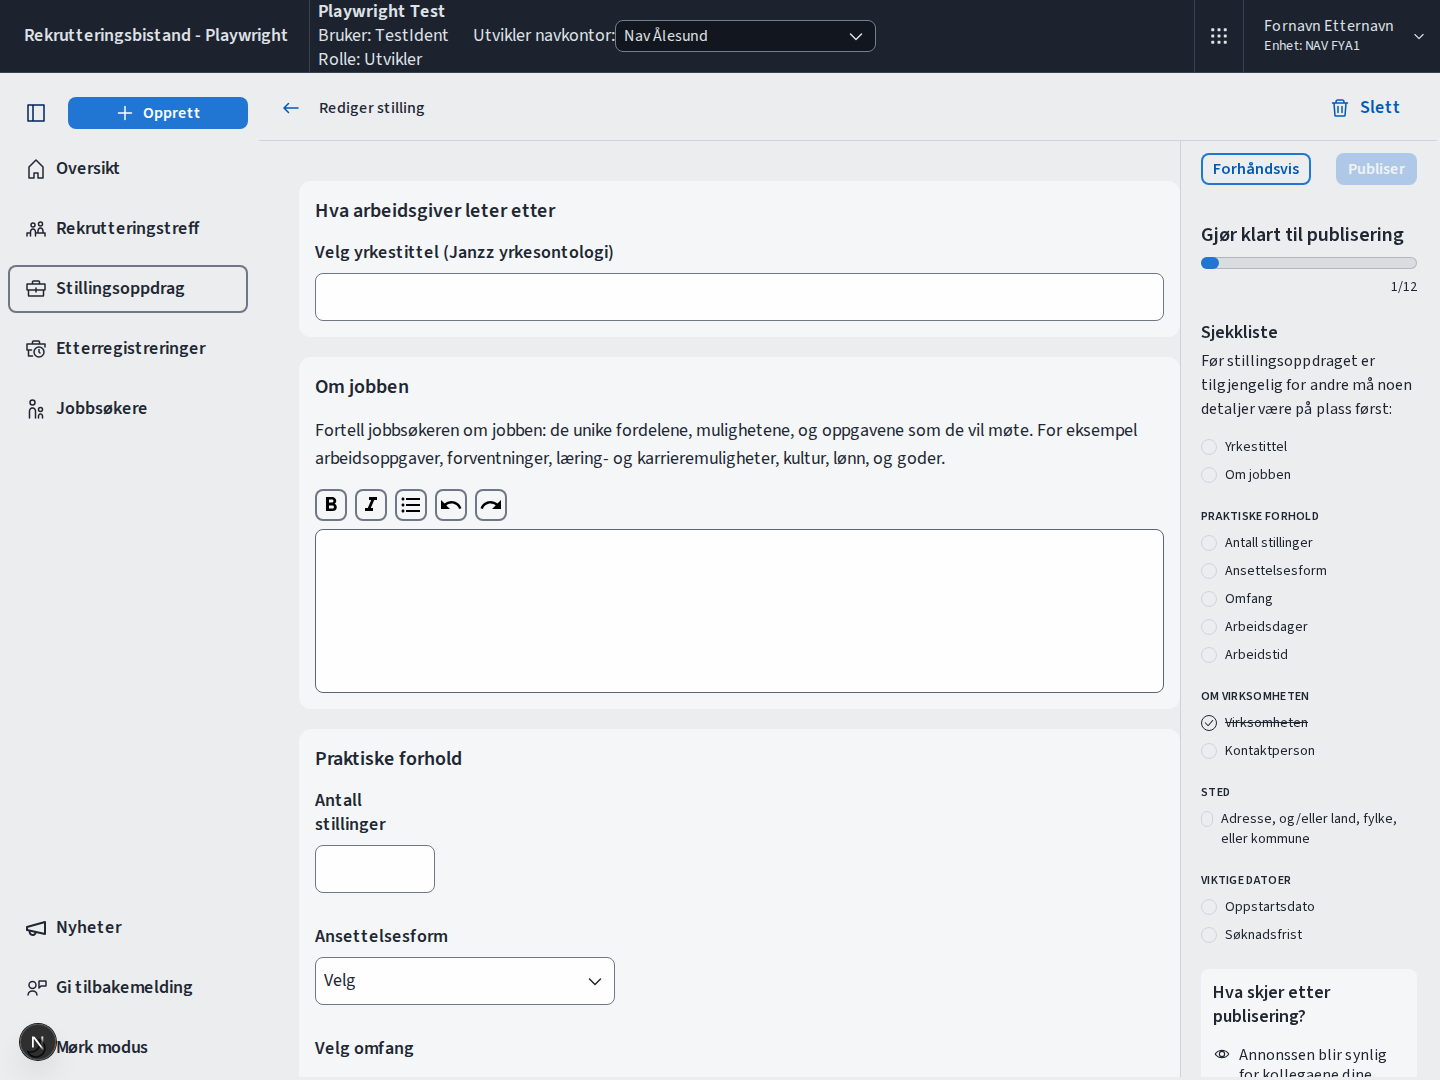 Rekrutteringsbistand - Playwright
Playwright Test
Bruker: TestIdent
Rolle: Utvikler
Utvikler navkontor:
Nav Ålesund
Fornavn Etternavn
Enhet: NAV FYA1
Opprett
Oversikt
Rekrutteringstreff
Stillingsoppdrag
Etterregistreringer
Jobbsøkere
Nyheter
Gi tilbakemelding
N
Mørk modus
Rediger stilling
Slett
Hva arbeidsgiver leter etter
Velg yrkestittel (Janzz yrkesontologi)
Om jobben
Fortell jobbsøkeren om jobben: de unike fordelene, mulighetene, og oppgavene som de vil møte. For eksempel
arbeidsoppgaver, forventninger, læring- og karrieremuligheter, kultur, lønn, og goder.
B I
Praktiske forhold
Antall
stillinger
Ansettelsesform
Velg
Velg omfang
Forhåndsvis
Publiser
Gjør klart til publisering
1/12
Sjekkliste
Før stillingsoppdraget er
tilgjengelig for andre må noen
detaljer være på plass først:
Yrkestittel
Om jobben
PRAKTISKE FORHOLD
Antall stillinger
Ansettelsesform
Omfang
Arbeidsdager
Arbeidstid
OM VIRKSOMHETEN
Virksomheten
Kontaktperson
STED
Adresse, og/eller land, fylke,
eller kommune
VIKTIGE DATOER
Oppstartsdato
Søknadsfrist
Hva skjer etter
publisering?
Annonssen blir synlig
for kollegaene dine